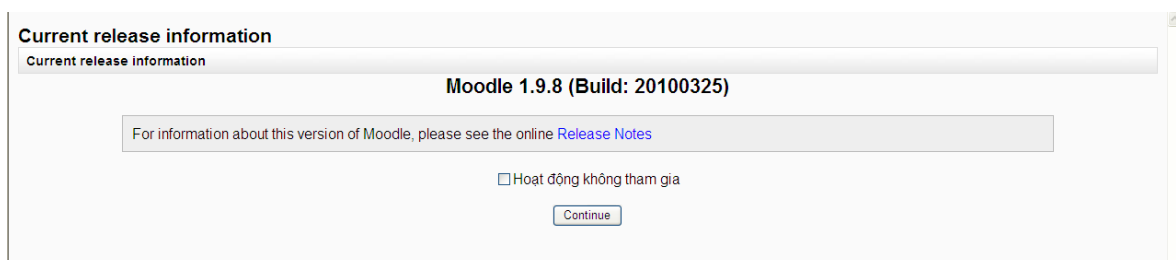 Current release information
Current release information
Moodle 1.9.8 (Build: 20100325)
For information about this version of Moodle, please see the online Release Notes
Hoạt động không tham gia
Continue